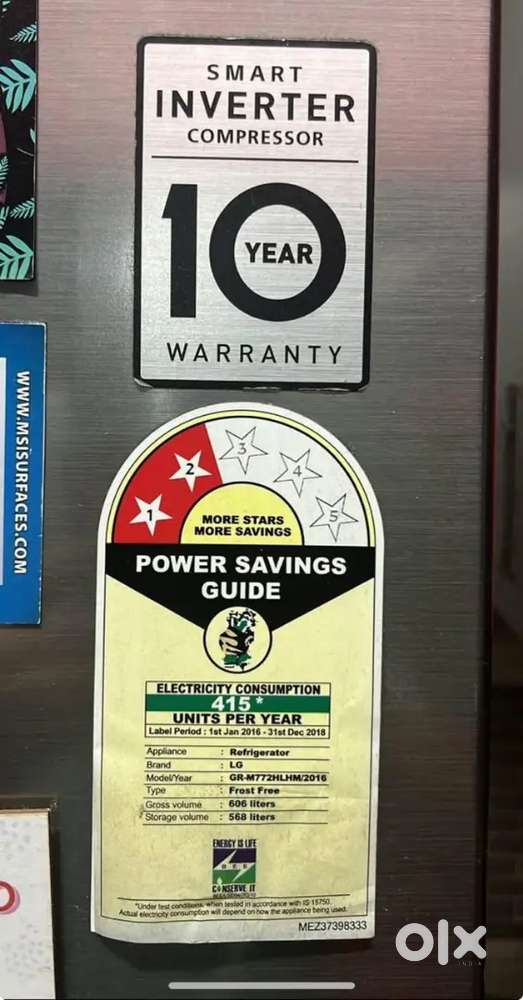 SMART
INVERTER
COMPRESSOR
10 YEAR
WARRANTY
WWW.MSISURFACES.COM
1 2 3 4 5
MORE STARS
MORE SAVINGS
POWER SAVINGS
GUIDE
ELECTRICITY CONSUMPTION
415*
UNITS PER YEAR
Label Period : 1st Jan 2016 - 31st Dec 2018
Appliance : Refrigerator
Brand : LG
Model/Year : GR-M772HLHM/2016
Type : Frost Free
Gross volume : 606 liters
Storage volume : 568 liters
ENERGY IS LIFE
BEE
CONSERVE IT
*Under test conditions, when tested in accordance with IS 15750.
Actual electricity consumption will depend on how the appliance being used.
MEZ37398333
olx
INDIA